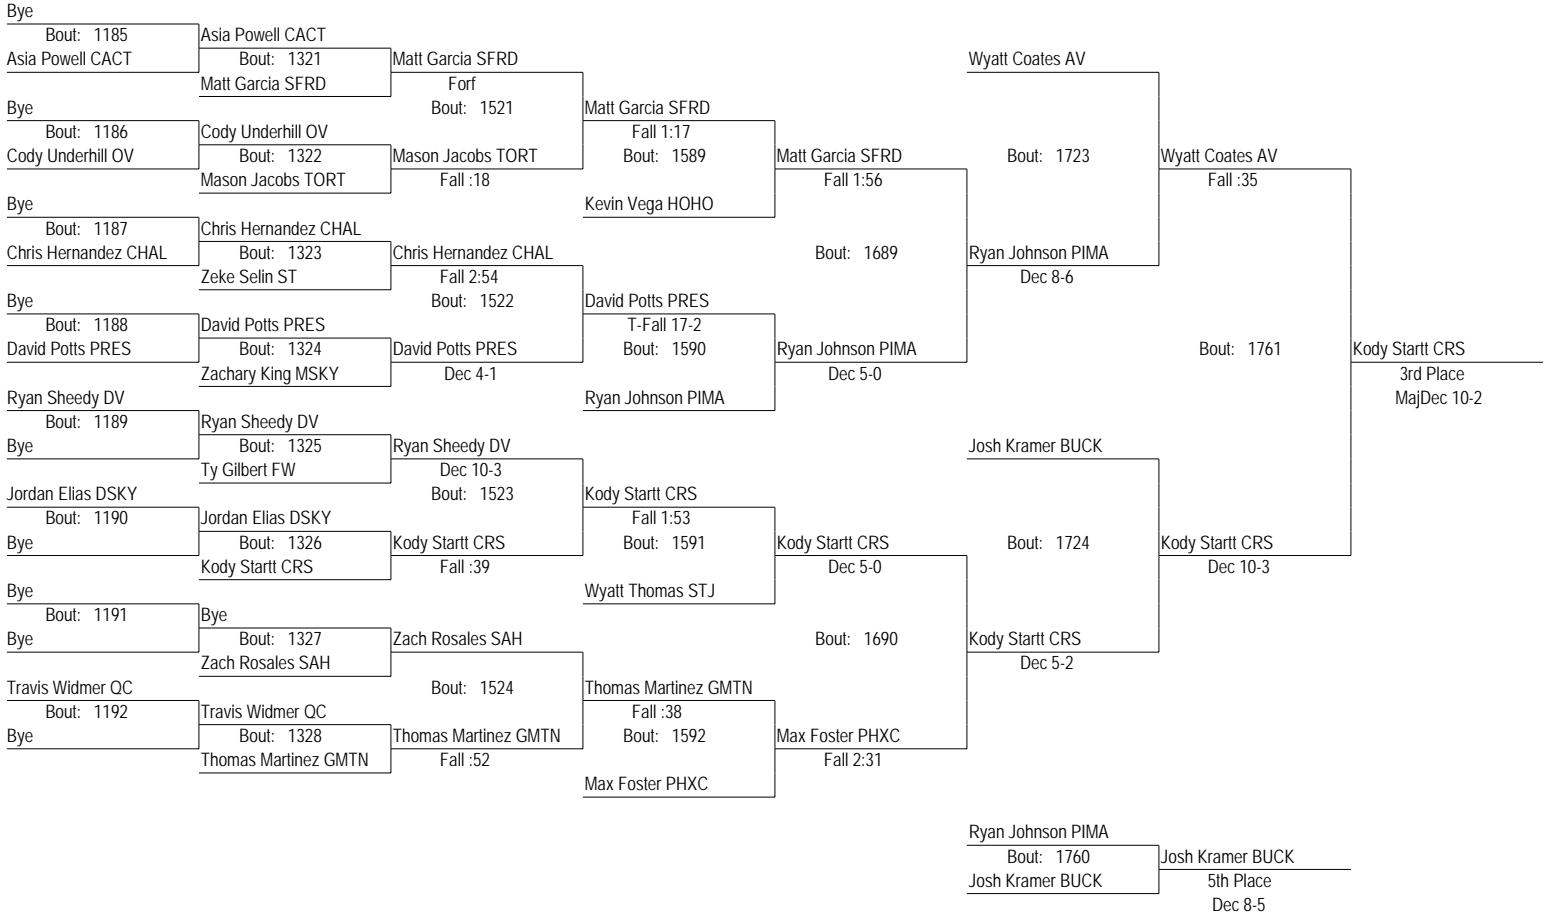 Bye
Bout: 1185
Asia Powell CACT
Asia Powell CACT
Bout: 1321
Matt Garcia SFRD
Matt Garcia SFRD
Forf
Bout: 1521
Bye
Bout: 1186
Cody Underhill OV
Cody Underhill OV
Bout: 1322
Mason Jacobs TORT
Mason Jacobs TORT
Fall :18
Matt Garcia SFRD
Fall 1:17
Bout: 1589
Kevin Vega HOHO
Matt Garcia SFRD
Fall 1:56
Bye
Bout: 1187
Chris Hernandez CHAL
Chris Hernandez CHAL
Bout: 1323
Zeke Selin ST
Chris Hernandez CHAL
Fall 2:54
Bout: 1522
Bye
Bout: 1188
David Potts PRES
David Potts PRES
Bout: 1324
Zachary King MSKY
David Potts PRES
Dec 4-1
David Potts PRES
T-Fall 17-2
Bout: 1590
Ryan Johnson PIMA
Ryan Johnson PIMA
Dec 5-0
Bout: 1689
Wyatt Coates AV
Bout: 1723
Ryan Johnson PIMA
Dec 8-6
Wyatt Coates AV
Fall :35
Ryan Sheedy DV
Bout: 1189
Bye
Ryan Sheedy DV
Bout: 1325
Ty Gilbert FW
Ryan Sheedy DV
Dec 10-3
Bout: 1523
Jordan Elias DSKY
Bout: 1190
Bye
Jordan Elias DSKY
Bout: 1326
Kody Startt CRS
Kody Startt CRS
Fall :39
Kody Startt CRS
Fall 1:53
Bout: 1591
Wyatt Thomas STJ
Kody Startt CRS
Dec 5-0
Bye
Bout: 1191
Bye
Bye
Bout: 1327
Zach Rosales SAH
Zach Rosales SAH
Bout: 1524
Travis Widmer QC
Bout: 1192
Bye
Travis Widmer QC
Bout: 1328
Thomas Martinez GMTN
Thomas Martinez GMTN
Fall :52
Thomas Martinez GMTN
Fall :38
Bout: 1592
Max Foster PHXC
Max Foster PHXC
Fall 2:31
Bout: 1690
Josh Kramer BUCK
Bout: 1724
Kody Startt CRS
Dec 5-2
Kody Startt CRS
Dec 10-3
Bout: 1761
Kody Startt CRS
3rd Place
MajDec 10-2
Ryan Johnson PIMA
Bout: 1760
Josh Kramer BUCK
Josh Kramer BUCK
5th Place
Dec 8-5